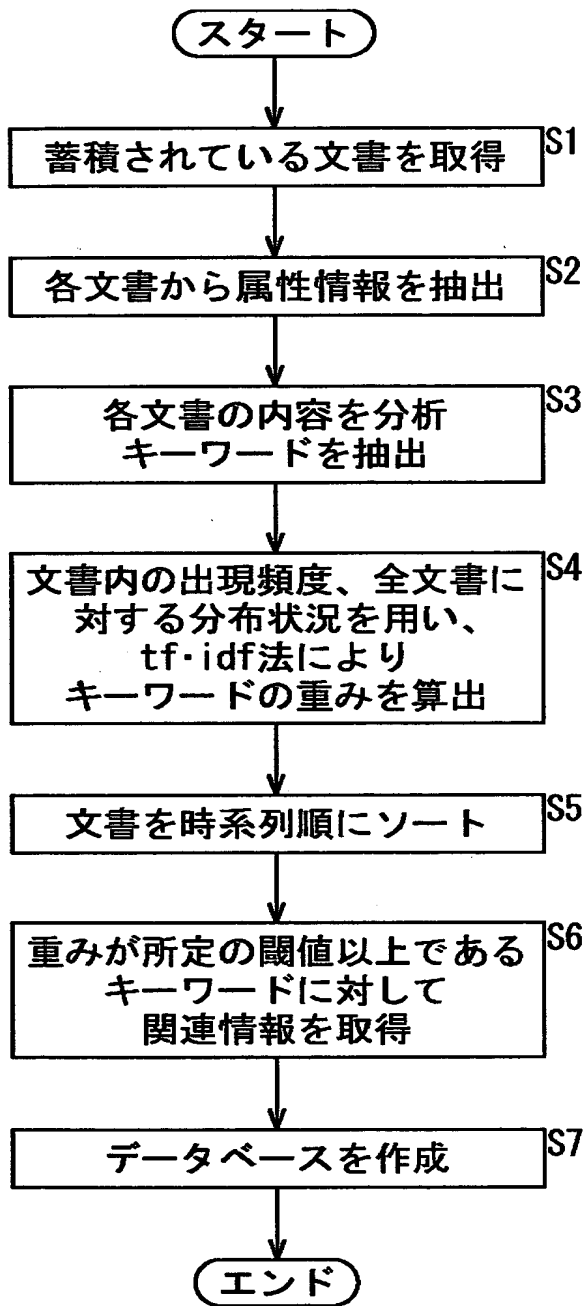 スタート
蓄積されている文書を取得
S1
各文書から属性情報を抽出
S2
各文書の内容を分析
キーワードを抽出
S3
文書内の出現頻度、全文書に
対する分布状況を用い、
tf・idf法により
キーワードの重みを算出
S4
文書を時系列順にソート
S5
重みが所定の閾値以上である
キーワードに対して
関連情報を取得
S6
データベースを作成
S7
エンド